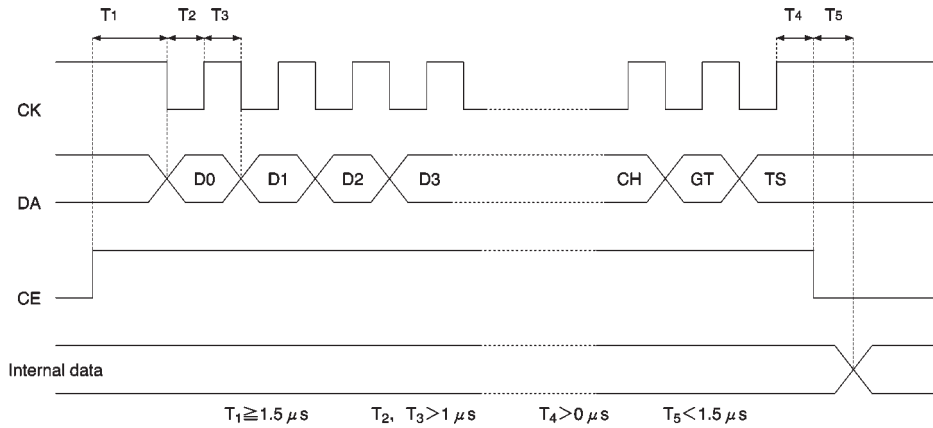 T1 T2 T3 T4 T5
CK
DA D0 D1 D2 D3 CH GT TS
CE
Internal data
T1≧1.5 μs T2, T3>1 μs T4>0 μs T5<1.5 μs